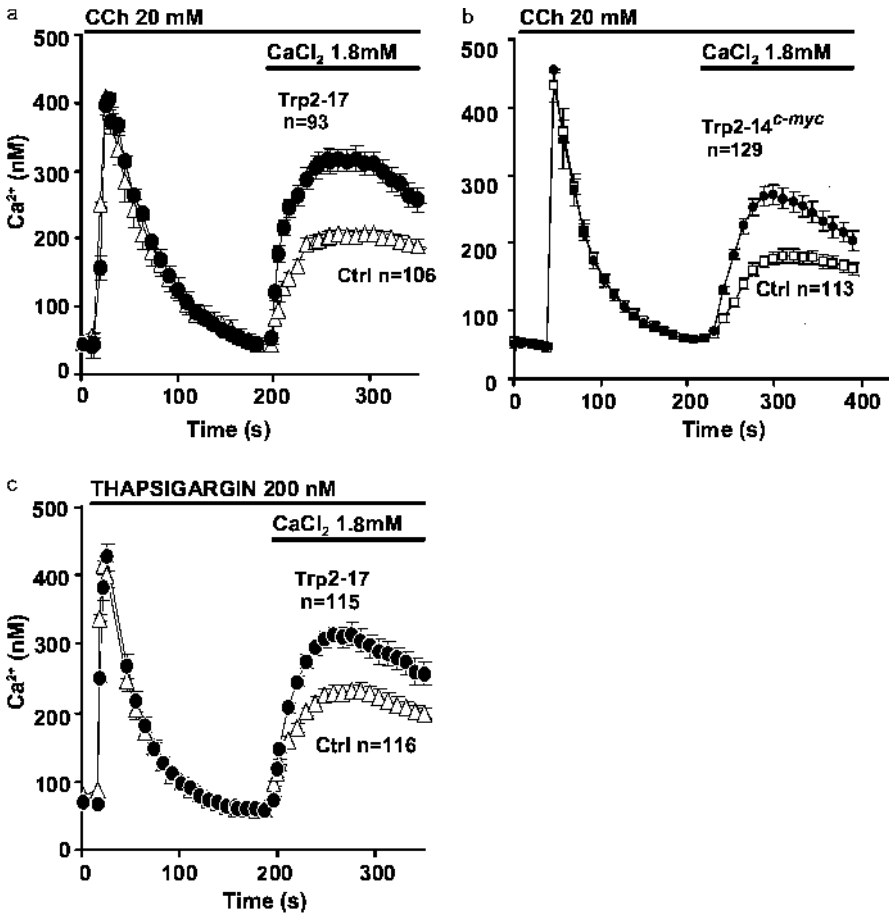 a
CCh 20 mM
CaCl₂ 1.8mM
500
400
300
200
100
0
Ca²⁺ (nM)
Trp2-17
n=93
Ctrl n=106
0 100 200 300
Time (s)
b
CCh 20 mM
CaCl₂ 1.8mM
500
400
300
200
100
0
Ca²⁺ (nM)
Trp2-14c-myc
n=129
Ctrl n=113
0 100 200 300 400
Time (s)
c
THAPSIGARGIN 200 nM
CaCl₂ 1.8mM
500
400
300
200
100
0
Ca²⁺ (nM)
Trp2-17
n=115
Ctrl n=116
0 100 200 300
Time (s)